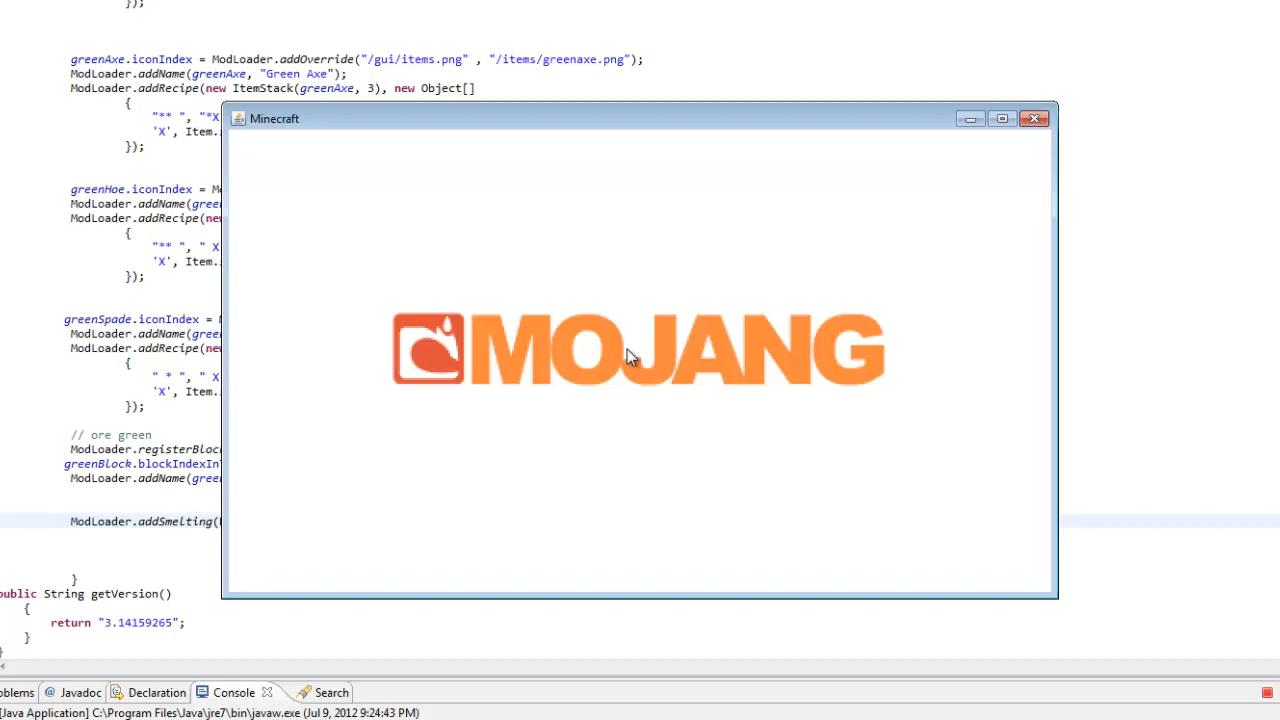 });
greenAxe.iconIndex = ModLoader.addOverride("/gui/items.png" , "/items/greenaxe.png");
ModLoader.addName(greenAxe, "Green Axe");
ModLoader.addRecipe(new ItemStack(greenAxe, 3), new Object[]
{
"** ", "*X
'X', Item.
});
Minecraft
MOJANG
greenHoe.iconIndex = M
ModLoader.addName(gree
ModLoader.addRecipe(new
{
"** ", " X
'X', Item.
});
greenSpade.iconIndex =
ModLoader.addName(gree
ModLoader.addRecipe(new
{
" * ", " X
'X', Item.
});
// ore green
ModLoader.registerBloc
greenBlock.blockIndexIn
ModLoader.addName(gree
ModLoader.addSmelting(
}
public String getVersion()
{
return "3.14159265";
}
}
oblems @ Javadoc Declaration Console Search
[Java Application] C:\Program Files\Java\jre7\bin\javaw.exe (Jul 9, 2012 9:24:43 PM)